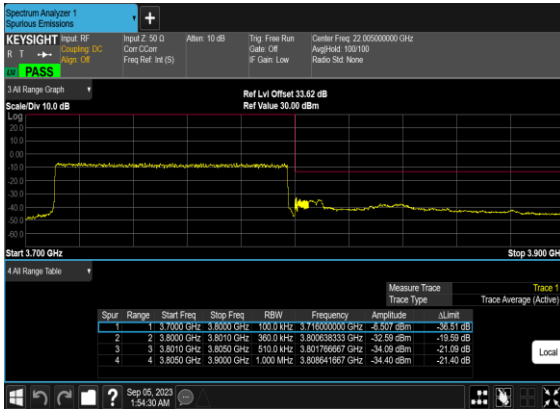 Spectrum Analyzer 1
Spurious Emissions
+
KEYSIGHT Input: RF Input Z: 50 Ω Atten: 10 dB Trig: Free Run Center Freq: 22.005000000 GHz
R T Coupling: DC Corr CCorr Gate: Off Avg|Hold: 100/100
Align: Off Freq Ref: Int (S) IF Gain: Low Radio Std: None
LNI PASS
3 All Range Graph
Ref Lvl Offset 33.62 dB
Scale/Div 10.0 dB Ref Value 30.00 dBm
Log
20.0
10.0
0.00
-10.0
-20.0
-30.0
-40.0
-50.0
-60.0
Start 3.700 GHz Stop 3.900 GH
4 All Range Table
Measure Trace Trace 1
Trace Type Trace Average (Active)
Spur Range Start Freq Stop Freq RBW Frequency Amplitude ΔLimit
1 1 3.7000 GHz 3.8000 GHz 100.0 kHz 3.716000000 GHz -6.507 dBm -36.51 dB
2 2 3.8000 GHz 3.8010 GHz 360.0 kHz 3.800638333 GHz -32.59 dBm -19.59 dB
3 3 3.8010 GHz 3.8050 GHz 510.0 kHz 3.801766667 GHz -34.09 dBm -21.09 dB
4 4 3.8050 GHz 3.9000 GHz 1.000 MHz 3.808641667 GHz -34.40 dBm -21.40 dB
Local
? Sep 05, 2023
1:54:30 AM